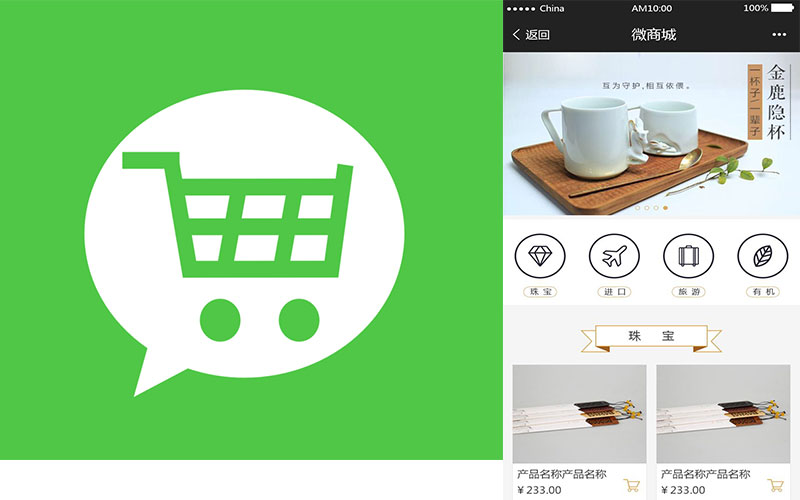 China AM10:00 100%
返回 微商城
互为守护,相互依偎。
金鹿隐杯
一杯子/一辈子
珠宝 进口 旅游 有机
珠宝
产品名称产品名称 产品名称产品名称
¥ 233.00 ¥ 233.00